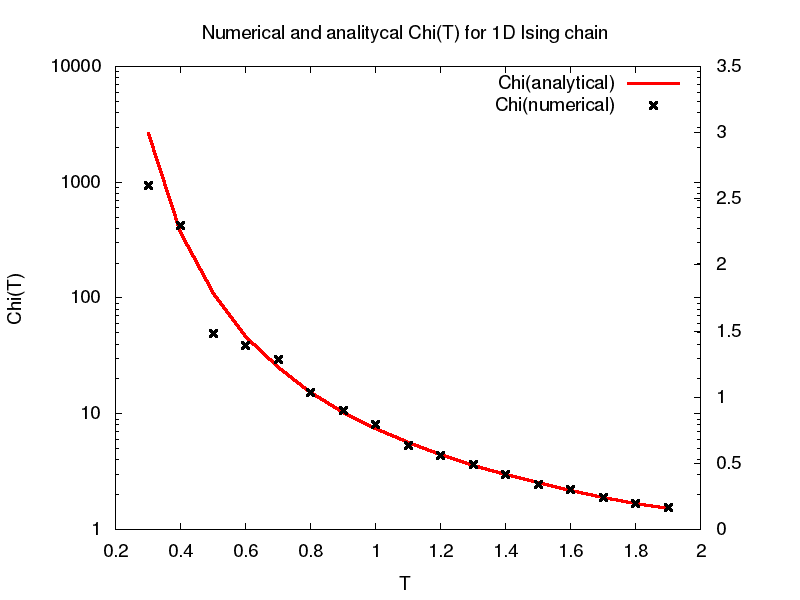 Numerical and analitycal Chi(T) for 1D Ising chain
Chi(analytical)
Chi(numerical)
10000
1000
100
10
1
3.5
3
2.5
2
1.5
1
0.5
0
Chi(T)
0.2 0.4 0.6 0.8 1 1.2 1.4 1.6 1.8 2
T